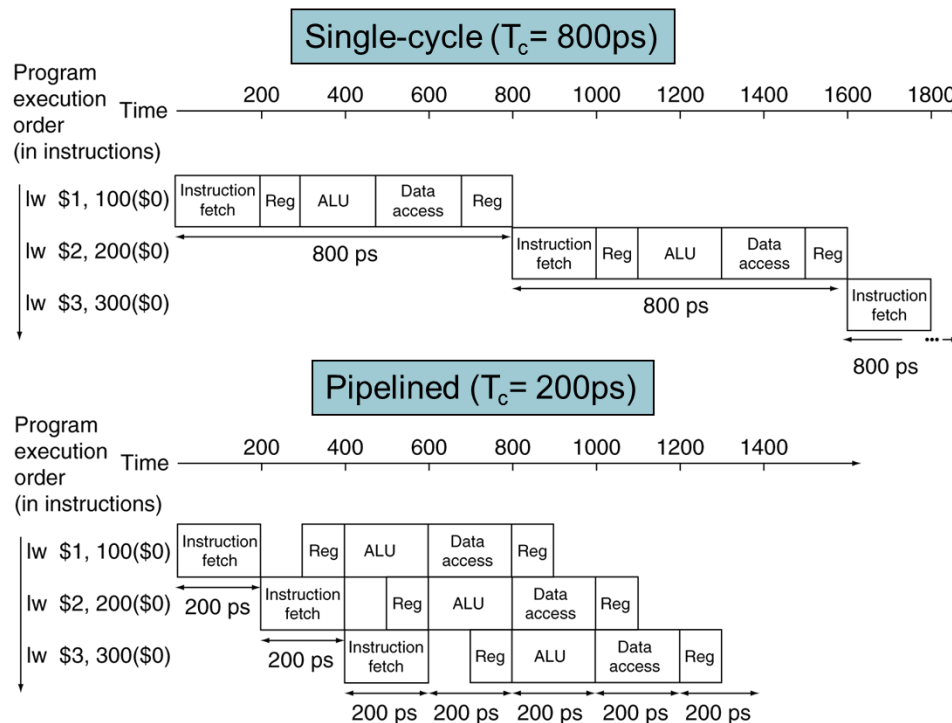 Single-cycle (Tc= 800ps)
Program
execution
order
(in instructions)
Time
200 400 600 800 1000 1200 1400 1600 1800
lw $1, 100($0)
Instruction
fetch
Reg
ALU
Data
access
Reg
800 ps
lw $2, 200($0)
Instruction
fetch
Reg
ALU
Data
access
Reg
800 ps
lw $3, 300($0)
Instruction
fetch
...
800 ps
Pipelined (Tc= 200ps)
Program
execution
order
(in instructions)
Time
200 400 600 800 1000 1200 1400
lw $1, 100($0)
Instruction
fetch
Reg
ALU
Data
access
Reg
200 ps
lw $2, 200($0)
Instruction
fetch
Reg
ALU
Data
access
Reg
200 ps
lw $3, 300($0)
Instruction
fetch
Reg
ALU
Data
access
Reg
200 ps 200 ps 200 ps 200 ps 200 ps